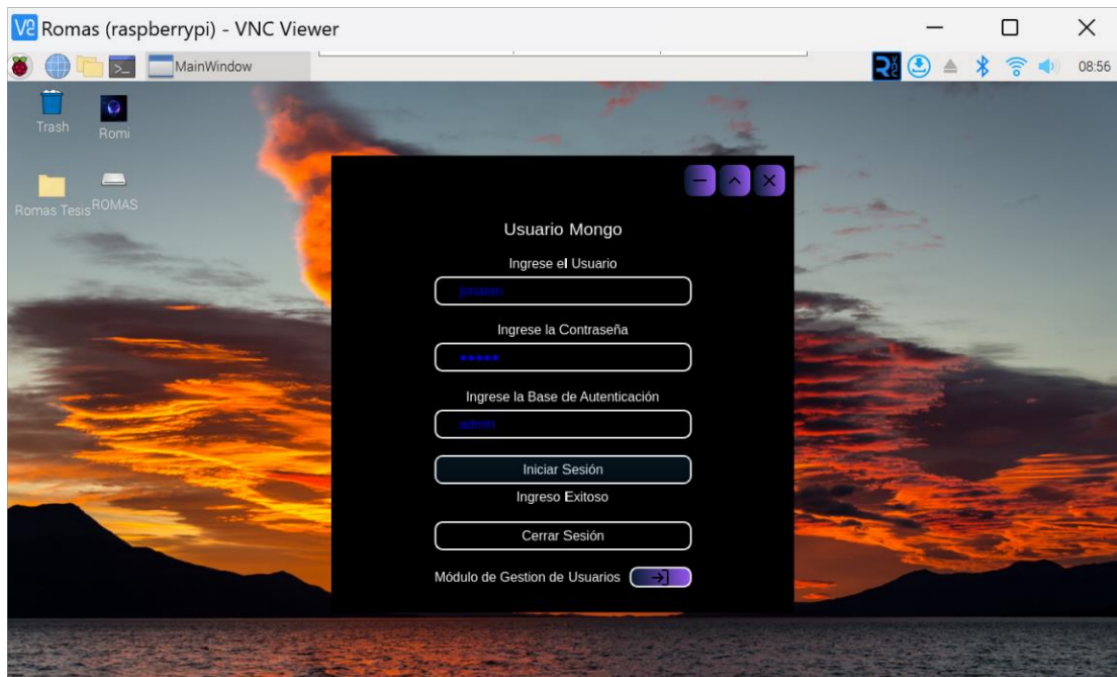 Romas (raspberrypi) - VNC Viewer
MainWindow
08:56
Trash
Romi
Romas Tesis
ROMAS
Usuario Mongo
Ingrese el Usuario
Ingrese la Contraseña
•••••
Ingrese la Base de Autenticación
admin
Iniciar Sesión
Ingreso Exitoso
Cerrar Sesión
Módulo de Gestion de Usuarios